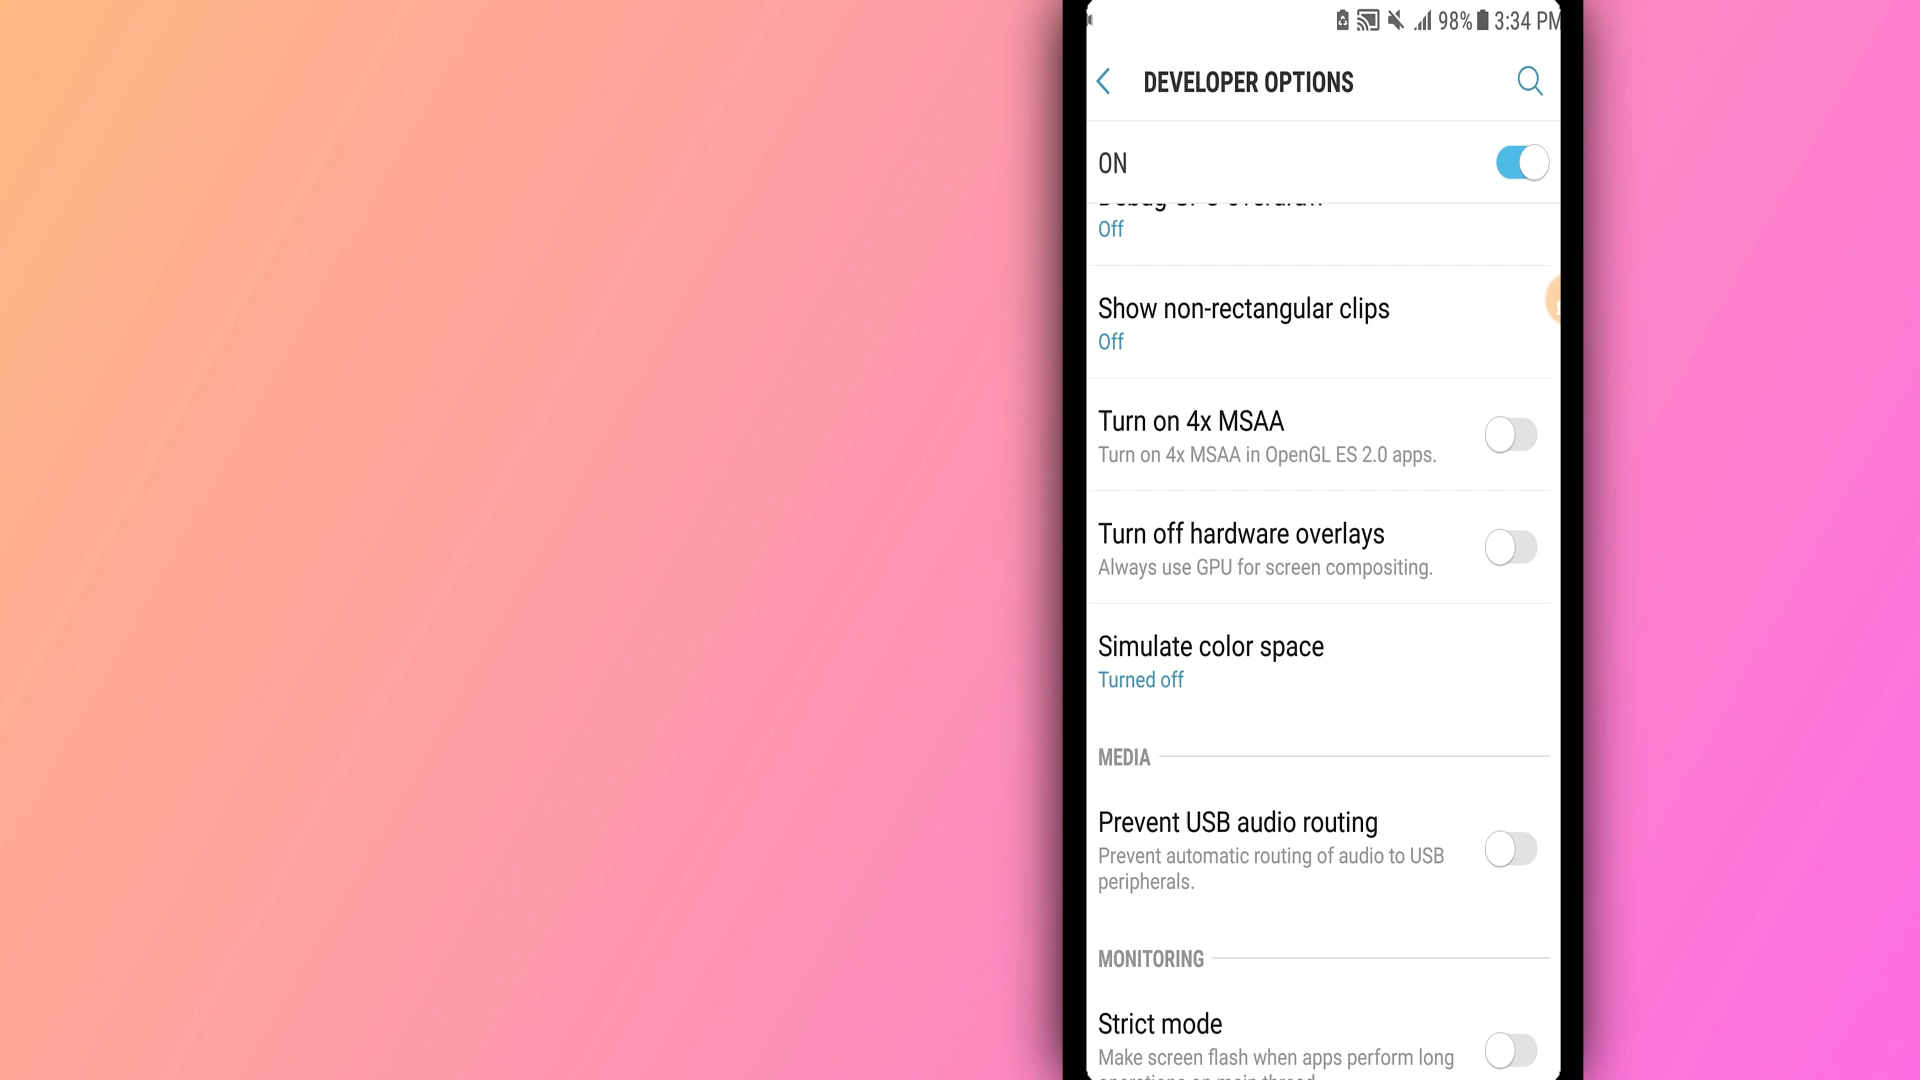 98% 3:34 PM
DEVELOPER OPTIONS
ON
Off
Show non-rectangular clips
Off
Turn on 4x MSAA
Turn on 4x MSAA in OpenGL ES 2.0 apps.
Turn off hardware overlays
Always use GPU for screen compositing.
Simulate color space
Turned off
MEDIA
Prevent USB audio routing
Prevent automatic routing of audio to USB
peripherals.
MONITORING
Strict mode
Make screen flash when apps perform long